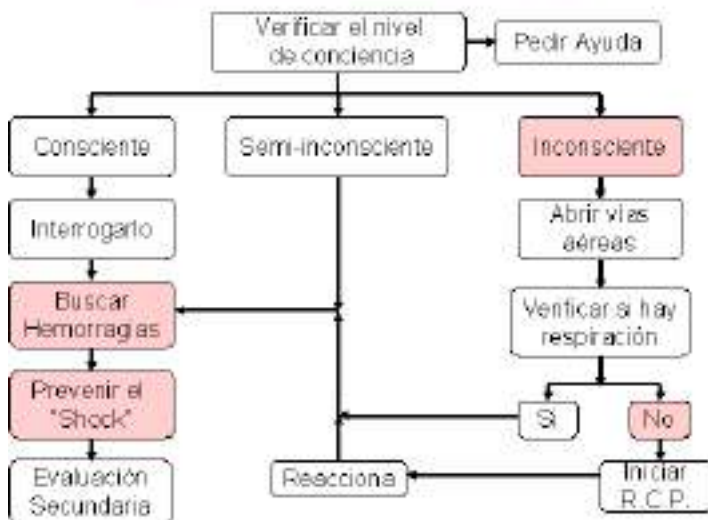 Verificar el nivel
de conciencia
Pedir Ayuda
Consciente
Semi-inconsciente
Inconsciente
Interrogarlo
Abrir vías
aéreas
Buscar
Hemorragias
Verificar si hay
respiración
Prevenir el
"Shock"
Si
No
Evaluación
Secundaria
Reacciona
Iniciar
R.C.P.